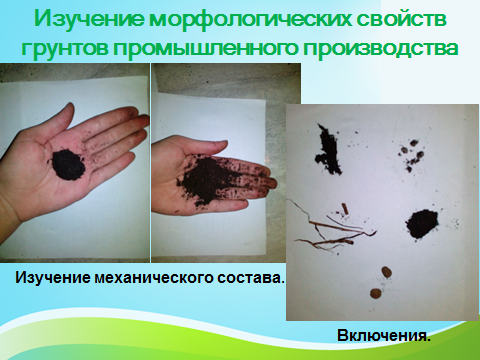 Изучение морфологических свойств
грунтов промышленного производства
Изучение механического состава.
Включения.